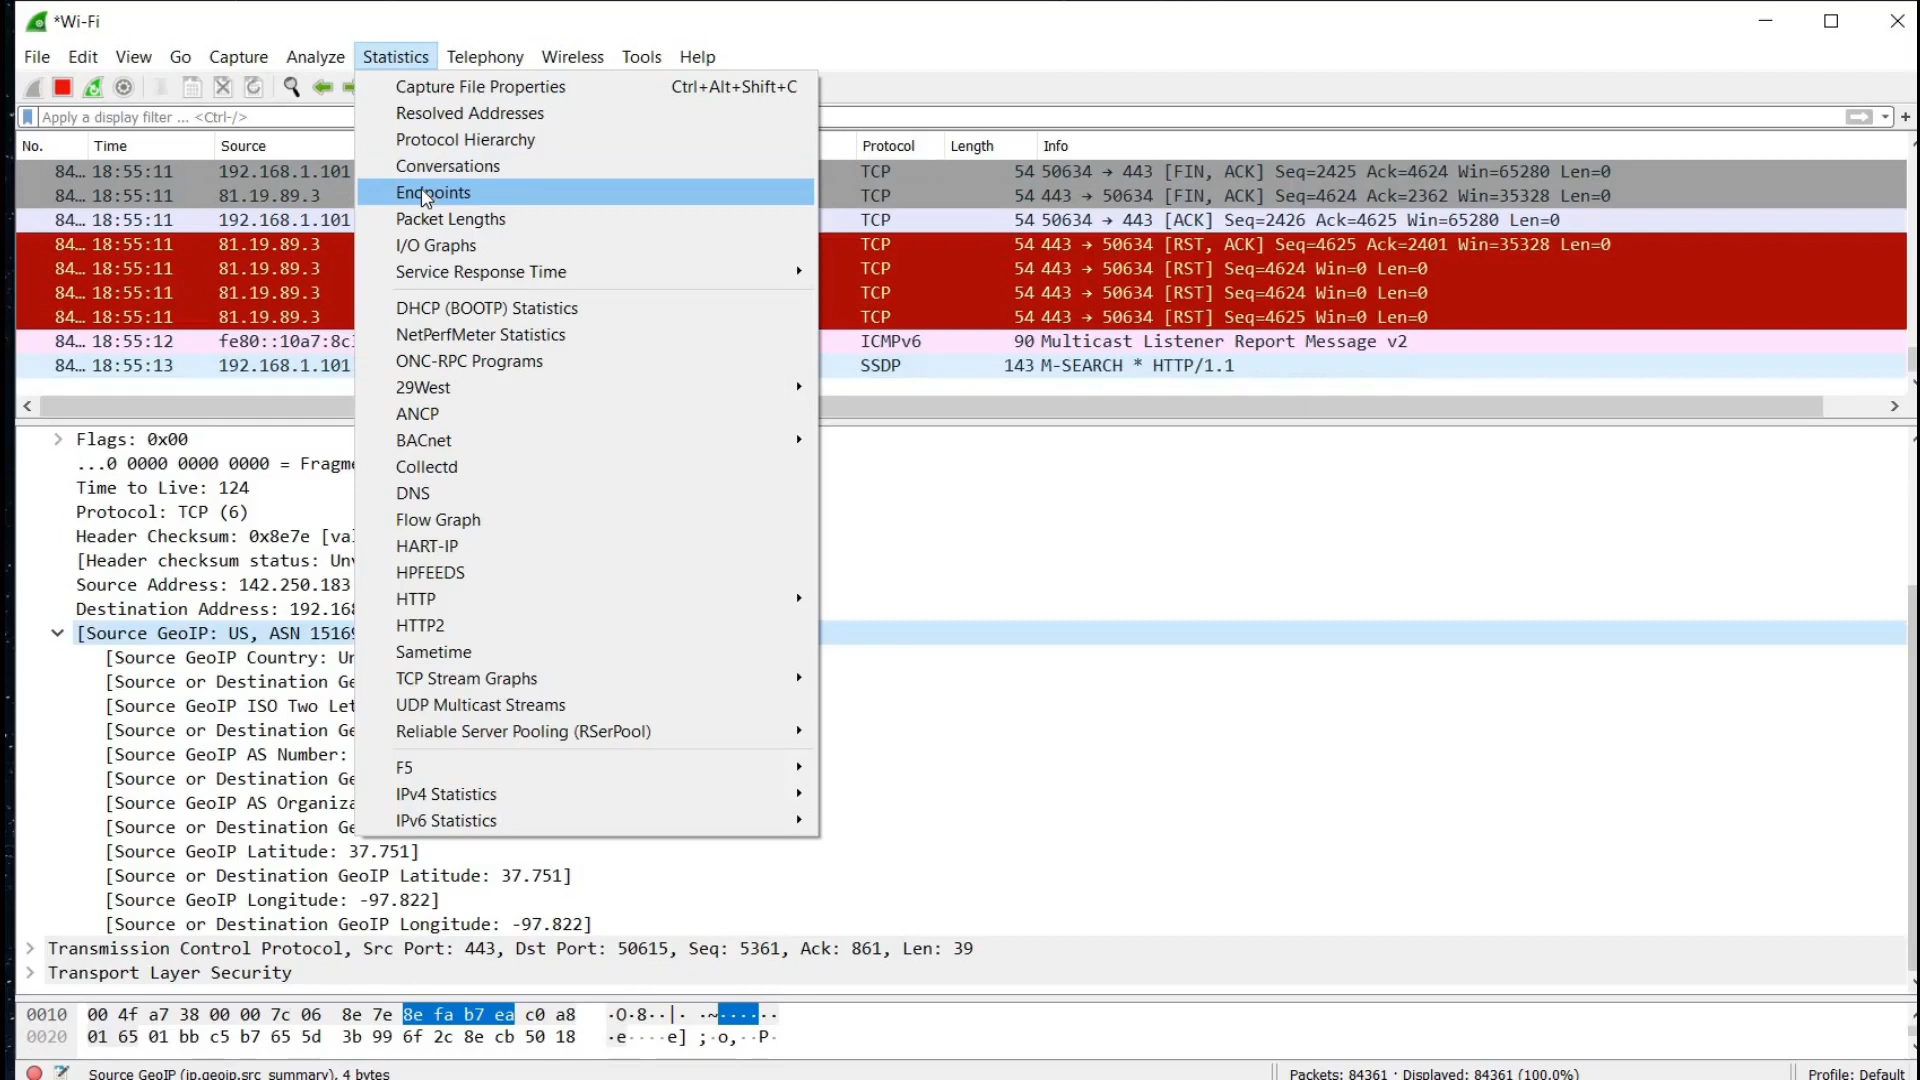 *Wi-Fi
File Edit View Go Capture Analyze Statistics Telephony Wireless Tools Help
Apply a display filter ... <Ctrl-/>
No. Time Source Protocol Length Info
84... 18:55:11 192.168.1.101 TCP 54 50634 → 443 [FIN, ACK] Seq=2425 Ack=4624 Win=65280 Len=0
84... 18:55:11 81.19.89.3 TCP 54 443 → 50634 [FIN, ACK] Seq=4624 Ack=2362 Win=35328 Len=0
84... 18:55:11 192.168.1.101 TCP 54 50634 → 443 [ACK] Seq=2426 Ack=4625 Win=65280 Len=0
84... 18:55:11 81.19.89.3 TCP 54 443 → 50634 [RST, ACK] Seq=4625 Ack=2401 Win=35328 Len=0
84... 18:55:11 81.19.89.3 TCP 54 443 → 50634 [RST] Seq=4624 Win=0 Len=0
84... 18:55:11 81.19.89.3 TCP 54 443 → 50634 [RST] Seq=4624 Win=0 Len=0
84... 18:55:11 81.19.89.3 TCP 54 443 → 50634 [RST] Seq=4625 Win=0 Len=0
84... 18:55:12 fe80::10a7:8c ICMPv6 90 Multicast Listener Report Message v2
84... 18:55:13 192.168.1.101 SSDP 143 M-SEARCH * HTTP/1.1
Capture File Properties Ctrl+Alt+Shift+C
Resolved Addresses
Protocol Hierarchy
Conversations
Endpoints
Packet Lengths
I/O Graphs
Service Response Time
DHCP (BOOTP) Statistics
NetPerfMeter Statistics
ONC-RPC Programs
29West
ANCP
BACnet
Collectd
DNS
Flow Graph
HART-IP
HPFEEDS
HTTP
HTTP2
Sametime
TCP Stream Graphs
UDP Multicast Streams
Reliable Server Pooling (RSerPool)
F5
IPv4 Statistics
IPv6 Statistics
Flags: 0x00
...0 0000 0000 0000 = Fragme
Time to Live: 124
Protocol: TCP (6)
Header Checksum: 0x8e7e [va
[Header checksum status: Un
Source Address: 142.250.183
Destination Address: 192.168
[Source GeoIP: US, ASN 15169
[Source GeoIP Country: Un
[Source or Destination Ge
[Source GeoIP ISO Two Let
[Source or Destination Ge
[Source GeoIP AS Number:
[Source or Destination Ge
[Source GeoIP AS Organiza
[Source or Destination Ge
[Source GeoIP Latitude: 37.751]
[Source or Destination GeoIP Latitude: 37.751]
[Source GeoIP Longitude: -97.822]
[Source or Destination GeoIP Longitude: -97.822]
Transmission Control Protocol, Src Port: 443, Dst Port: 50615, Seq: 5361, Ack: 861, Len: 39
Transport Layer Security
0010 00 4f a7 38 00 00 7c 06 8e 7e 8e fa b7 ea c0 a8 ·O·8··|· ·~······
0020 01 65 01 bb c5 b7 65 5d 3b 99 6f 2c 8e cb 50 18 ·e····e] ;·o,··P·
Source GeoIP (ip.geoip.src_summary), 4 bytes Packets: 84361 · Displayed: 84361 (100.0%) Profile: Default